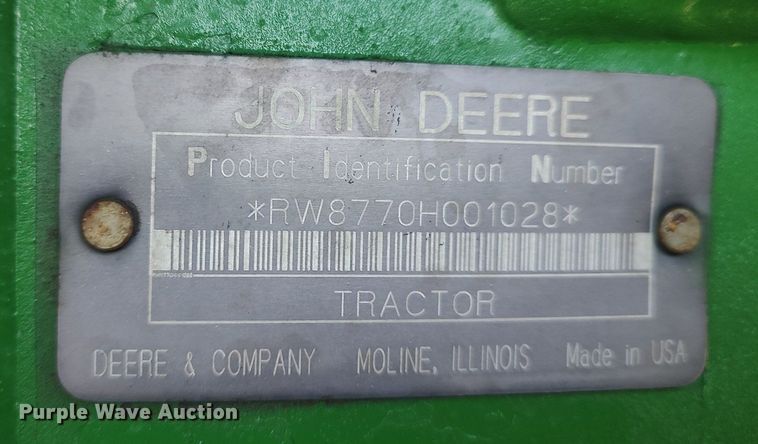 JOHN DEERE
Product Identification Number
*RW8770H001028*
TRACTOR
DEERE & COMPANY MOLINE, ILLINOIS Made in USA
Purple Wave Auction